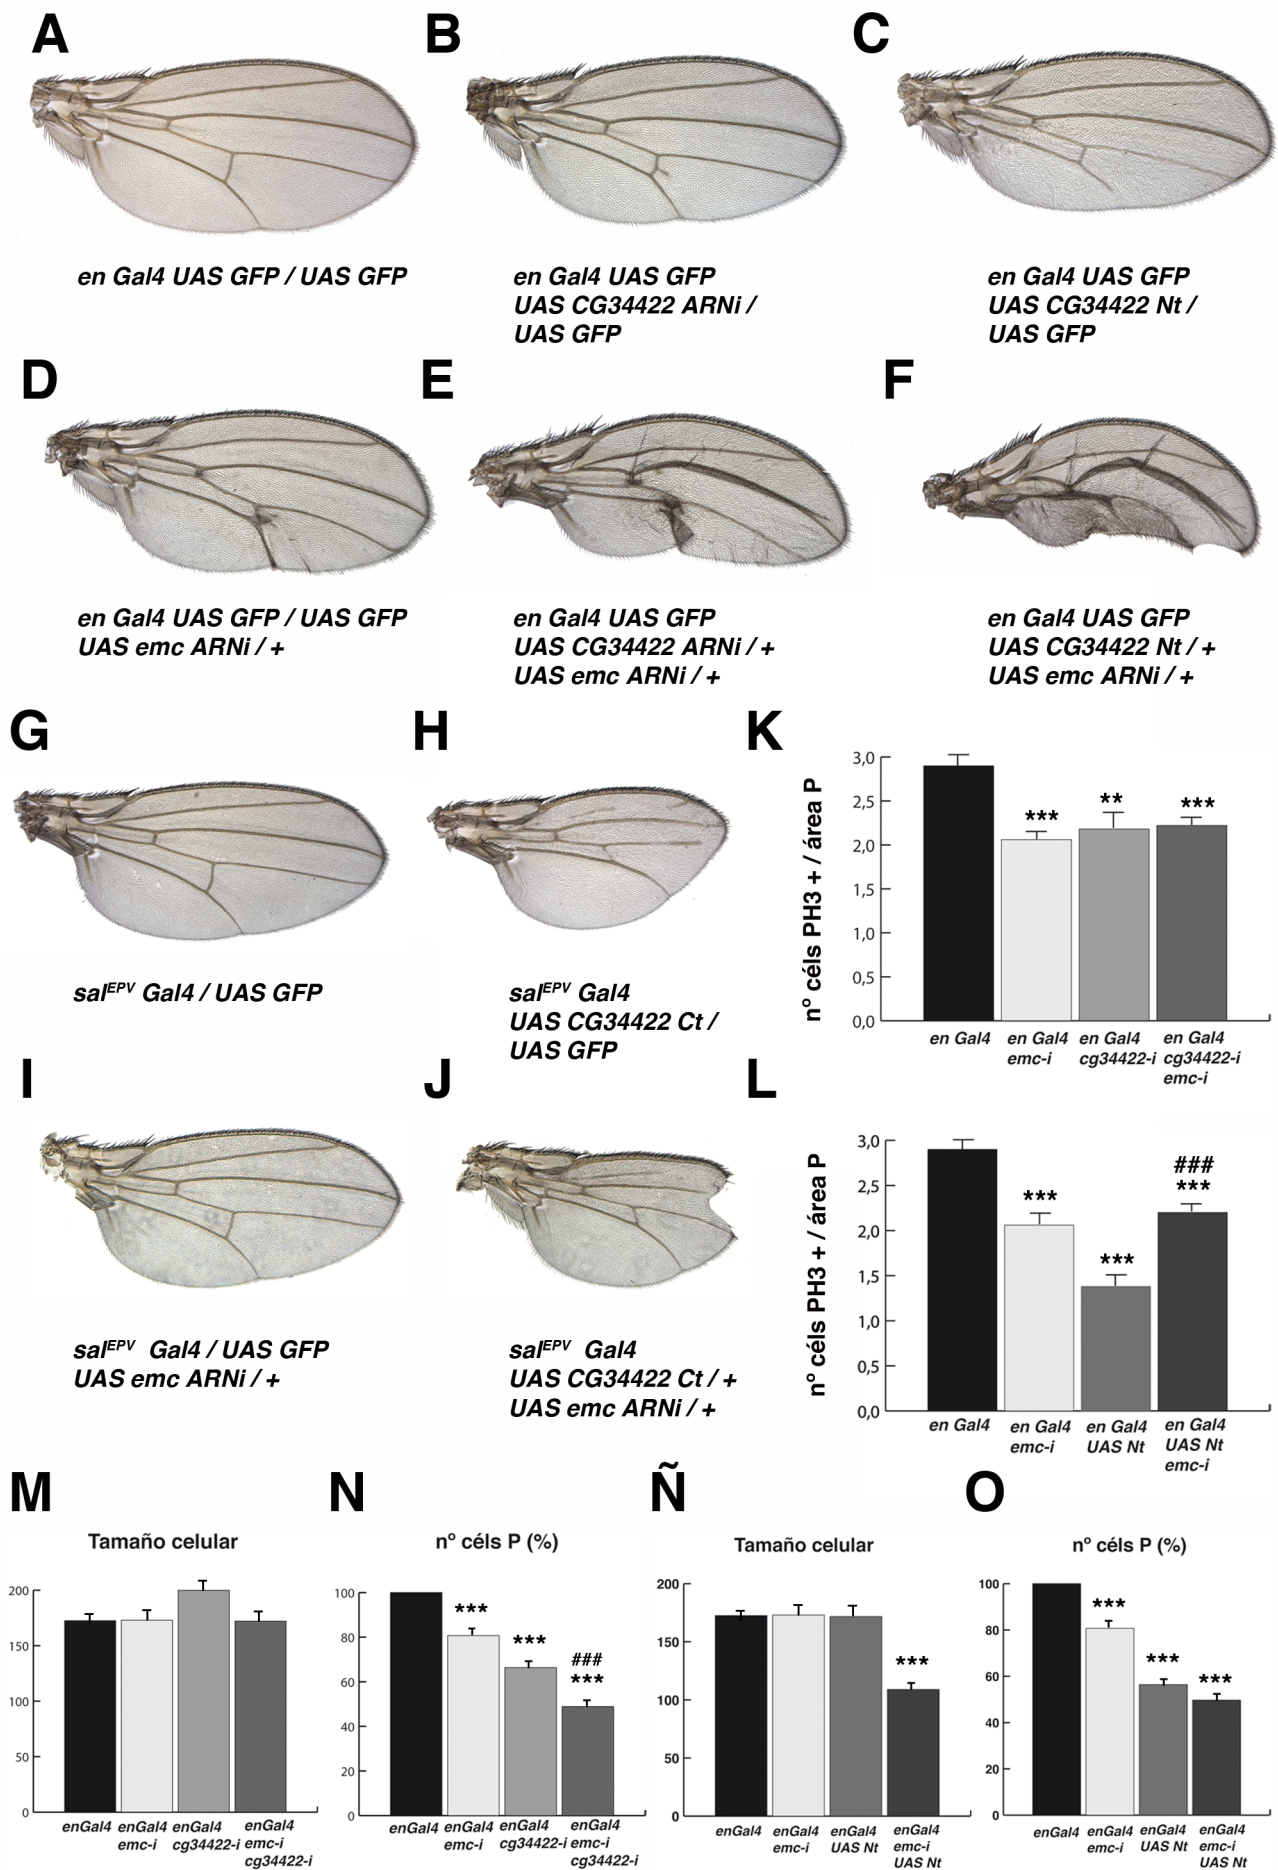 A
B
C
en Gal4 UAS GFP / UAS GFP
en Gal4 UAS GFP
UAS CG34422 ARNi /
UAS GFP
en Gal4 UAS GFP
UAS CG34422 Nt /
UAS GFP
D
E
F
en Gal4 UAS GFP / UAS GFP
UAS emc ARNi / +
en Gal4 UAS GFP
UAS CG34422 ARNi / +
UAS emc ARNi / +
en Gal4 UAS GFP
UAS CG34422 Nt / +
UAS emc ARNi / +
G
H
sal^EPV Gal4 / UAS GFP
sal^EPV Gal4
UAS CG34422 Ct /
UAS GFP
I
J
sal^EPV Gal4 / UAS GFP
UAS emc ARNi / +
sal^EPV Gal4
UAS CG34422 Ct / +
UAS emc ARNi / +
K
nº céls PH3 + / área P
3,0
2,5
2,0
1,5
1,0
0,5
0,0
***
**
***
en Gal4
en Gal4
emc-i
en Gal4
cg34422-i
en Gal4
cg34422-i
emc-i
L
nº céls PH3 + / área P
3,0
2,5
2,0
1,5
1,0
0,5
0,0
***
***
###
***
en Gal4
en Gal4
emc-i
en Gal4
UAS Nt
en Gal4
UAS Nt
emc-i
M
Tamaño celular
200
150
100
50
0
enGal4
enGal4
emc-i
enGal4
cg34422-i
enGal4
emc-i
cg34422-i
N
nº céls P (%)
100
80
60
40
20
0
***
***
###
***
enGal4
enGal4
emc-i
enGal4
cg34422-i
enGal4
emc-i
cg34422-i
Ñ
Tamaño celular
200
150
100
50
0
***
enGal4
enGal4
emc-i
enGal4
UAS Nt
enGal4
emc-i
UAS Nt
O
nº céls P (%)
100
80
60
40
20
0
***
***
***
enGal4
enGal4
emc-i
enGal4
UAS Nt
enGal4
emc-i
UAS Nt